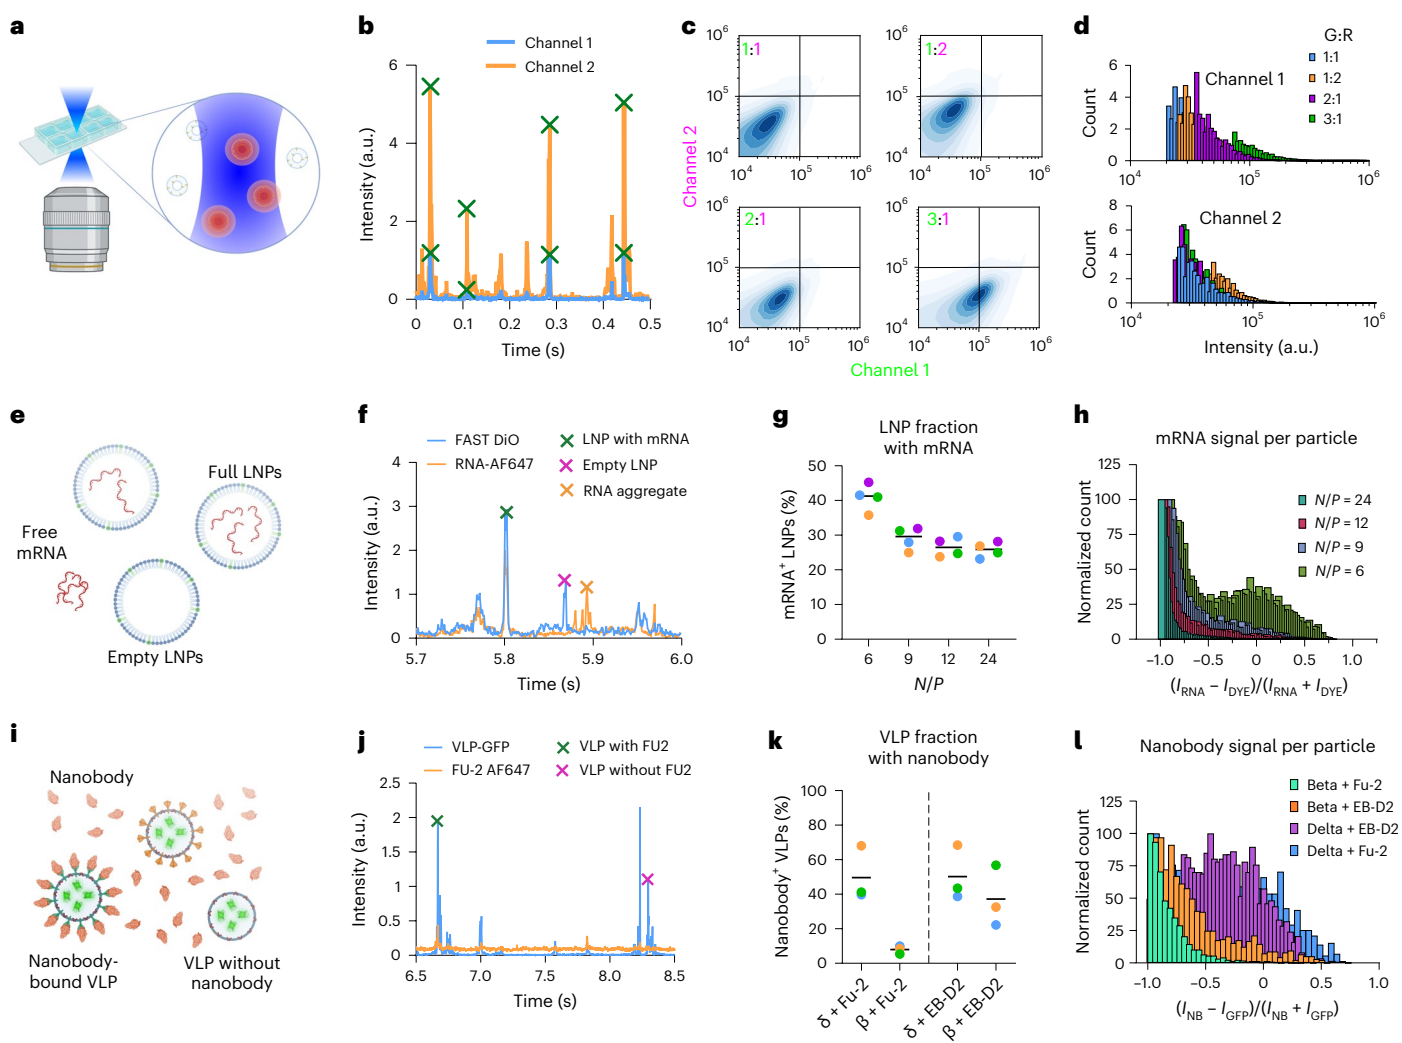 a
b
Channel 1
Channel 2
Intensity (a.u.)
6
4
2
0
0 0.1 0.2 0.3 0.4 0.5
Time (s)
c
Channel 2
10⁶
10⁵
10⁴
1:1
10⁴ 10⁵ 10⁶
10⁶
10⁵
10⁴
1:2
10⁴ 10⁵ 10⁶
10⁶
10⁵
10⁴
2:1
10⁴ 10⁵ 10⁶
10⁶
10⁵
10⁴
3:1
10⁴ 10⁵ 10⁶
Channel 1
d
G:R
1:1
1:2
2:1
3:1
Channel 1
Count
6
4
2
0
10⁴ 10⁵ 10⁶
Channel 2
Count
8
6
4
2
0
10⁴ 10⁵ 10⁶
Intensity (a.u.)
e
Full LNPs
Free
mRNA
Empty LNPs
f
FAST DiO
RNA-AF647
LNP with mRNA
Empty LNP
RNA aggregate
Intensity (a.u.)
4
3
2
1
0
5.7 5.8 5.9 6.0
Time (s)
g
LNP fraction
with mRNA
mRNA⁺ LNPs (%)
50
40
30
20
10
0
6 9 12 24
N/P
h
mRNA signal per particle
Normalized count
125
100
75
50
25
0
N/P = 24
N/P = 12
N/P = 9
N/P = 6
−1.0 −0.5 0 0.5 1.0
(I_RNA − I_DYE)/(I_RNA + I_DYE)
i
Nanobody
Nanobody-
bound VLP
VLP without
nanobody
j
VLP-GFP
FU-2 AF647
VLP with FU2
VLP without FU2
Intensity (a.u.)
2.5
2
1.5
1
0.5
0
6.5 7.0 7.5 8.0 8.5
Time (s)
k
VLP fraction
with nanobody
Nanobody⁺ VLPs (%)
100
80
60
40
20
0
δ + Fu-2
β + Fu-2
δ + EB-D2
β + EB-D2
l
Nanobody signal per particle
Normalized count
125
100
75
50
25
0
Beta + Fu-2
Beta + EB-D2
Delta + EB-D2
Delta + Fu-2
−1.0 −0.5 0 0.5 1.0
(I_NB − I_GFP)/(I_NB + I_GFP)